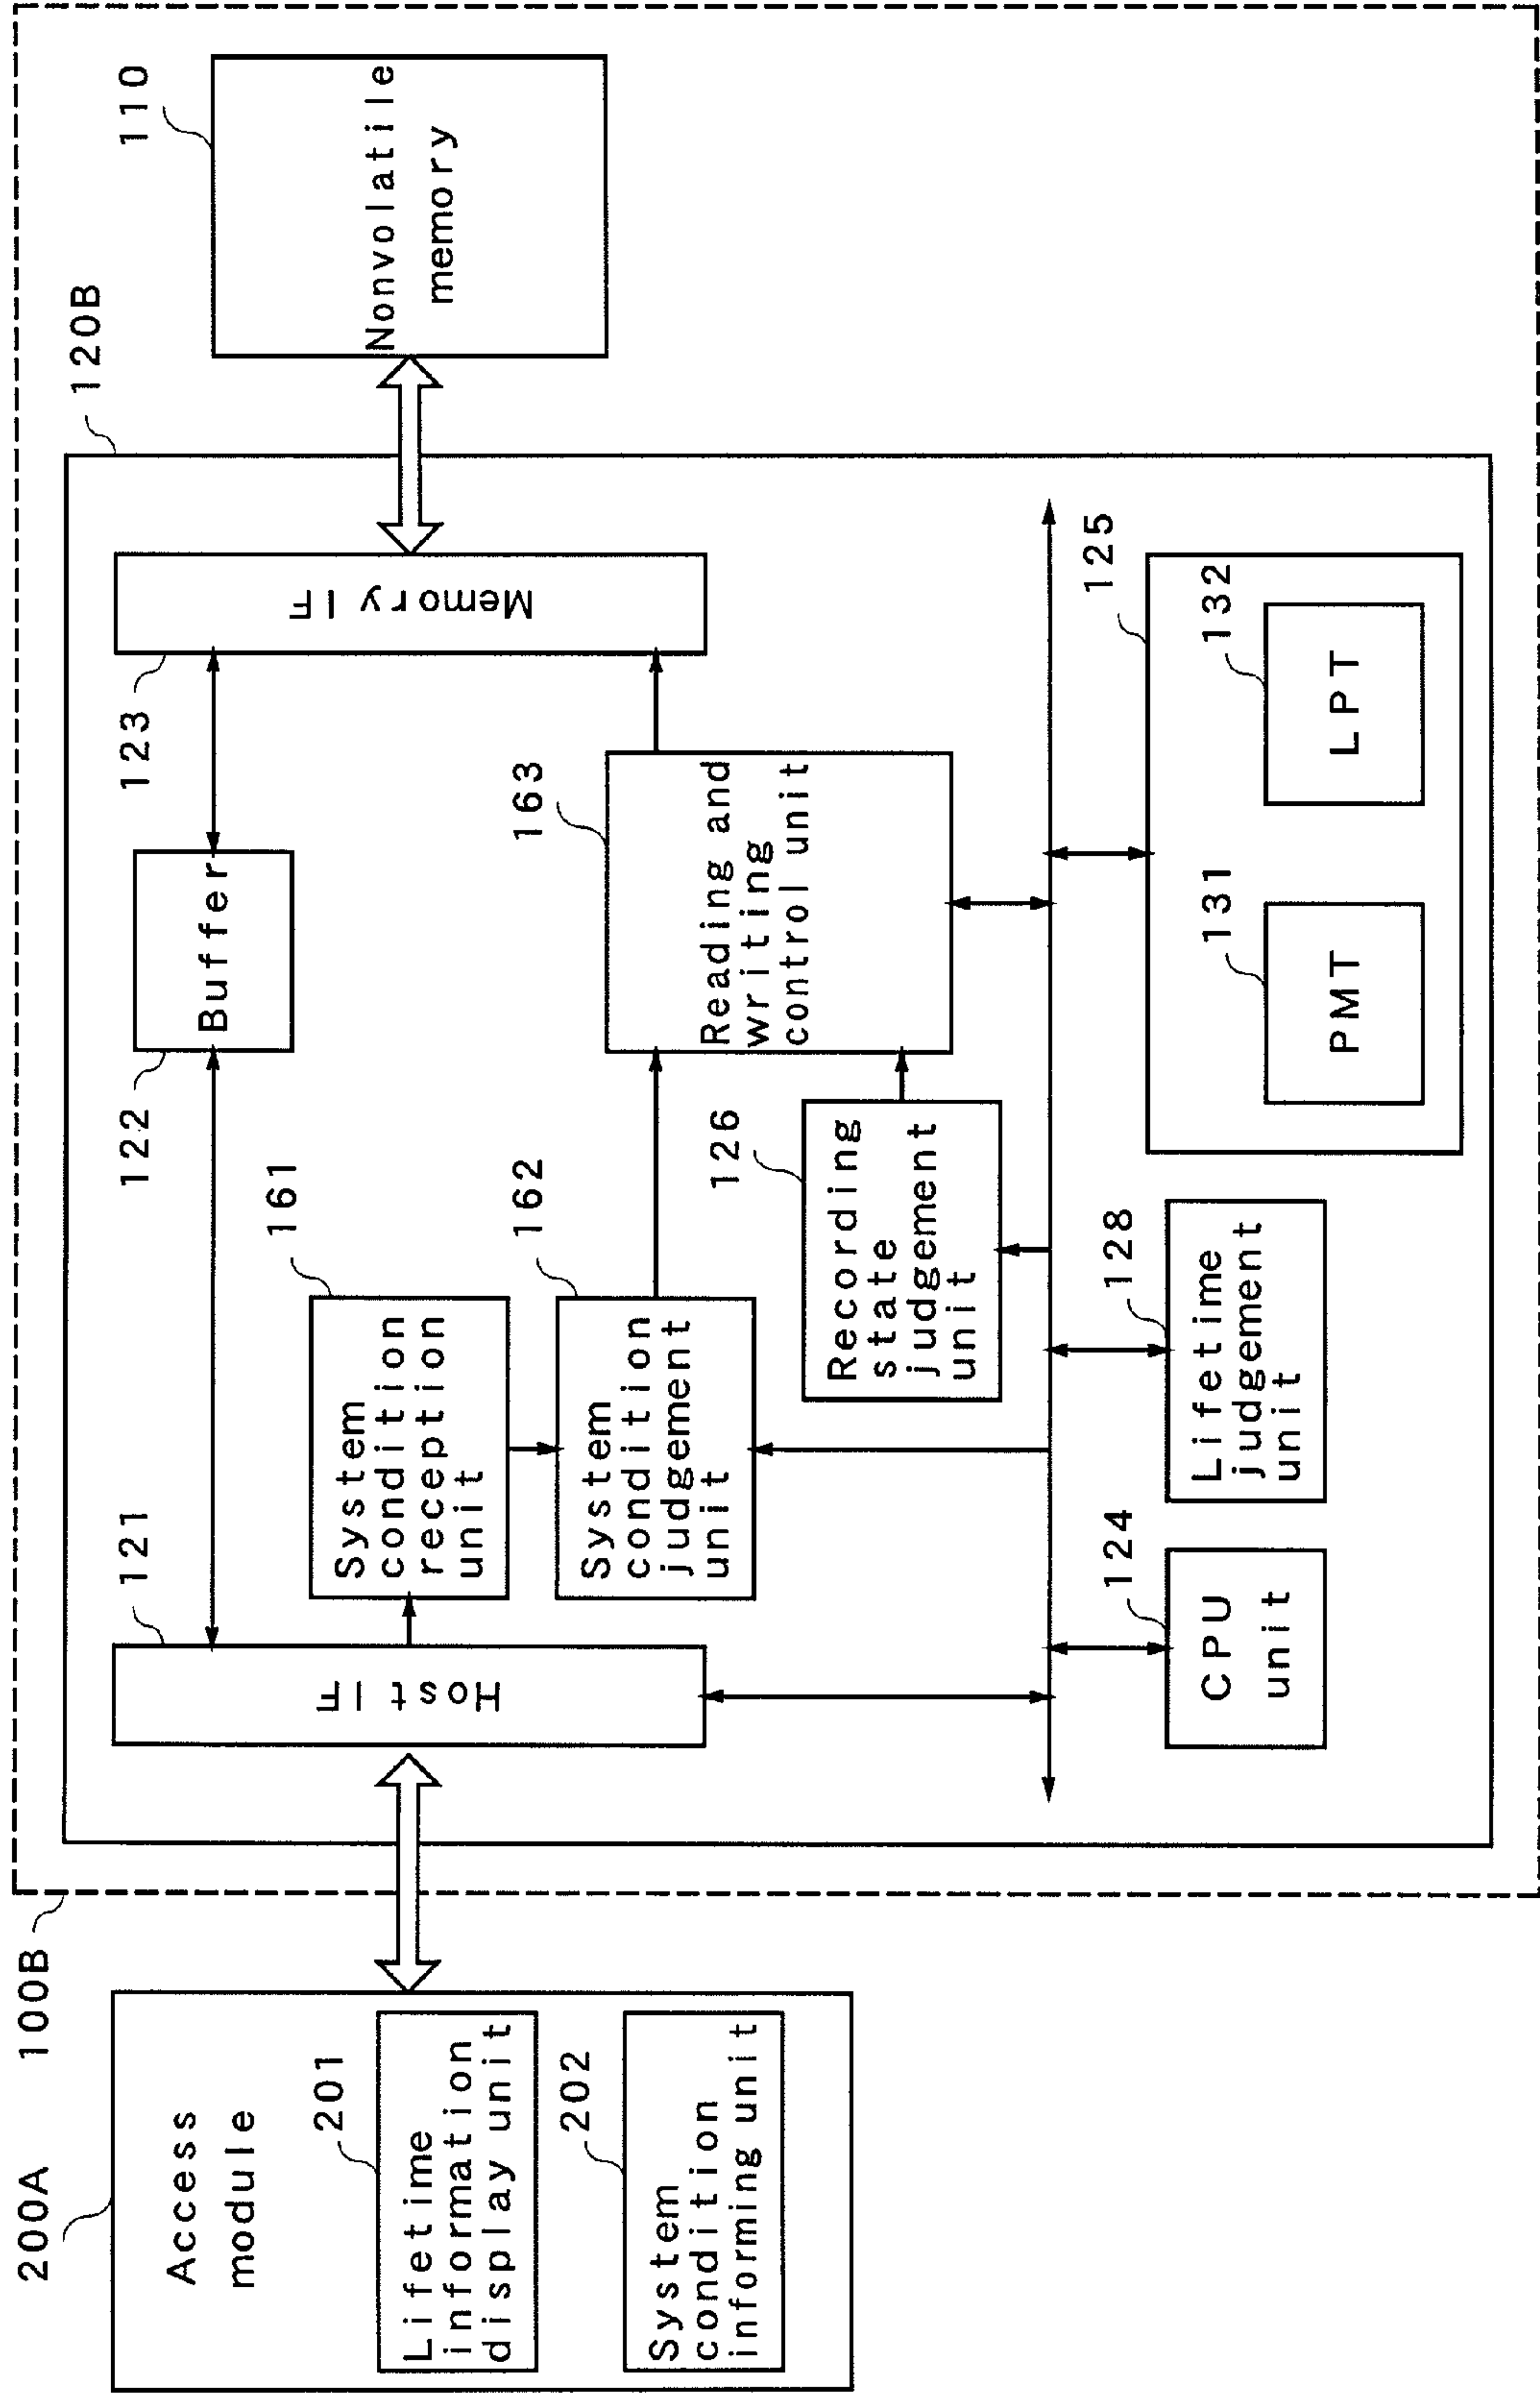 200A
Access
module
201
Lifetime
information
display unit
202
System
condition
informing unit
100B
120B
121
Host IF
122
Buffer
123
Memory IF
110
Nonvolatile
memory
161
System
condition
reception
unit
162
System
condition
judgement
unit
163
Reading and
writing
control unit
126
Recording
state
judgement
unit
124
CPU
unit
128
Lifetime
judgement
unit
125
131
PMT
132
LPT